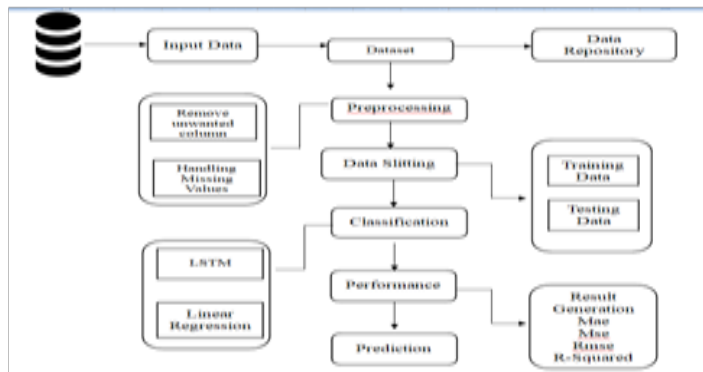 Input Data
Dataset
Data
Repository
Remove
unwanted
column
Handling
Missing
Values
Preprocessing
Data Slitting
Training
Data
Testing
Data
Classification
LSTM
Linear
Regression
Performance
Result
Generation
Mae
Mse
Rmse
R-Squared
Prediction